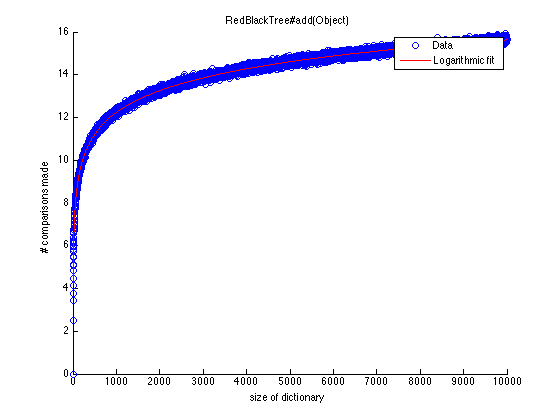 RedBlackTree#add(Object)
Data
Logarithmic fit
# comparisons made
16
14
12
10
8
6
4
2
0
0 1000 2000 3000 4000 5000 6000 7000 8000 9000 10000
size of dictionary